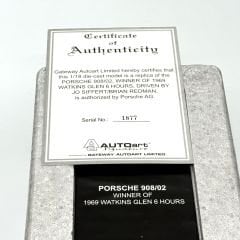 Certificate
of
Authenticity
Gateway Autoart Limited hereby certifies that
this 1/18 die-cast model is a replica of the
PORSCHE 908/02, WINNER OF 1969
WATKINS GLEN 6 HOURS, DRIVEN BY
JO SIFFERT/BRIAN REDMAN,
is authorized by Porsche AG.
Serial No.: 1877
AUTOart
GATEWAY AUTOART LIMITED
PORSCHE 908/02
WINNER OF
1969 WATKINS GLEN 6 HOURS